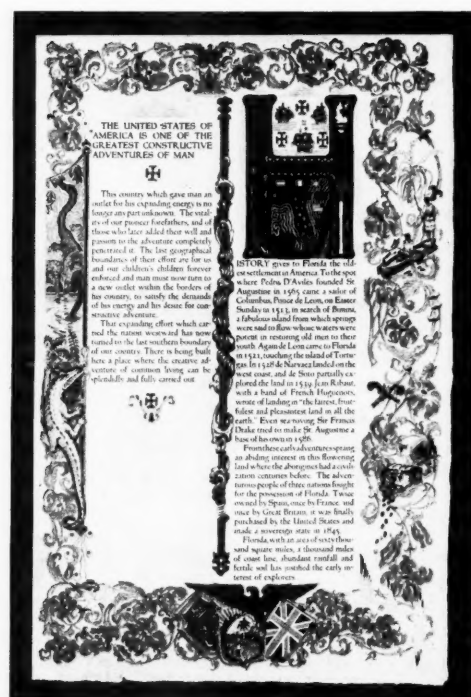 THE UNITED STATES OF
AMERICA IS ONE OF THE
GREATEST CONSTRUCTIVE
ADVENTURES OF MAN
This country which gave man an
outlet for his expanding energy is no
longer any part unknown. The vital-
ity of our pioneer forefathers, and of
those who later added their will and
passion to the adventure completely
penetrated it. The last geographical
boundaries of their effort are for us
and our children's children forever
enforced and man must now turn to
a new outlet within the borders of
his country, to satisfy the demands
of his energy and his desire for con-
structive adventure.
That expanding effort which car-
ried the nation westward has now
turned to the last southern boundary
of our country. There is being built
here a place where the creative ad-
venture of common living can be
splendidly and fully carried out.
HISTORY gives to Florida the old-
est settlement in America. To the spot
where Pedro D'Aviles founded St.
Augustine in 1565 came a sailor of
Columbus, Ponce de Leon, on Easter
Sunday in 1513, in search of Bimini,
a fabulous island from which springs
were said to flow whose waters were
potent in restoring old men to their
youth. Again de Leon came to Florida
in 1521, touching the island of Tortu-
gas. In 1528 de Narvaez landed on the
west coast, and de Soto partially ex-
plored the land in 1539. Jean Ribaut,
with a band of French Huguenots,
wrote of landing in "the fairest, fruit-
fulest and pleasantest land in all the
earth." Even sea-roving Sir Francis
Drake tried to make St. Augustine a
base of his own in 1586.
From these early adventures sprang
an abiding interest in this flowering
land where the aborigines had a civili-
zation centuries before. The adven-
turous people of three nations fought
for the possession of Florida. Twice
owned by Spain, once by France and
once by Great Britain, it was finally
purchased by the United States and
made a sovereign state in 1845.
Florida, with an area of sixty thou-
sand square miles, a thousand miles
of coast line, abundant rainfall and
fertile soil has justified the early in-
terest of explorers.